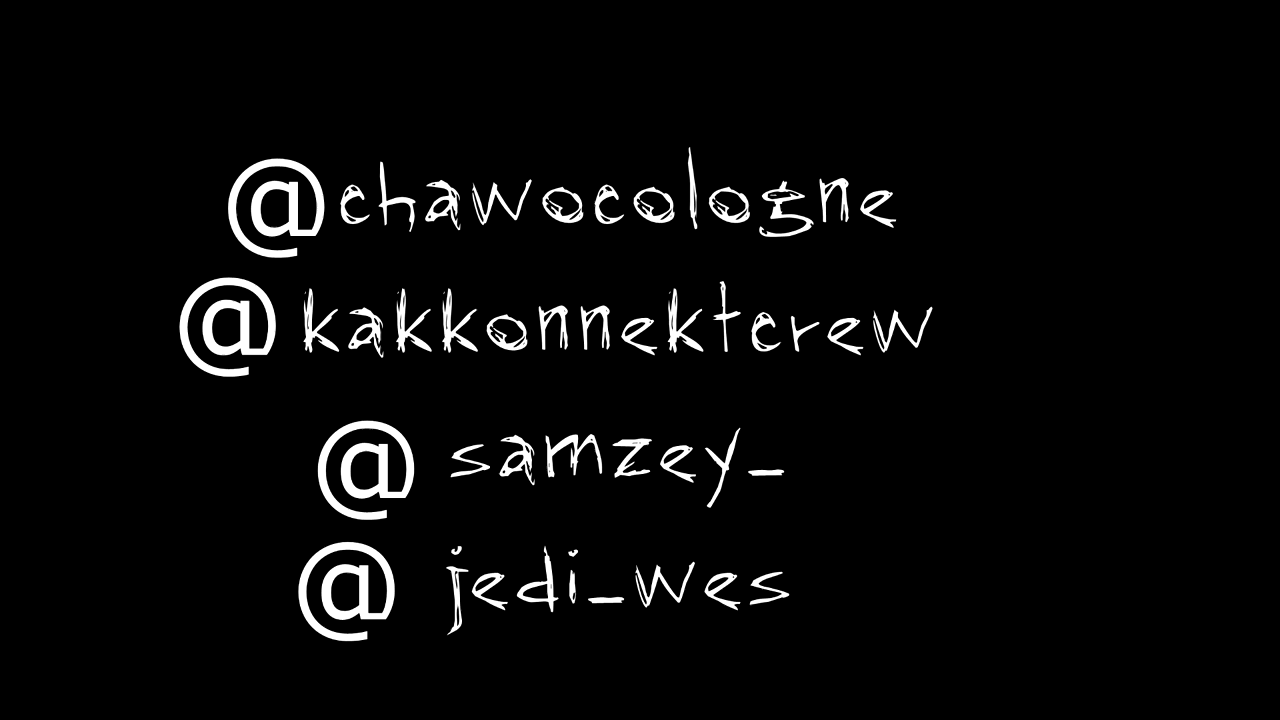 @chawocologne
@ kakkonnektcrew
@ samzey_
@ jedi_wes